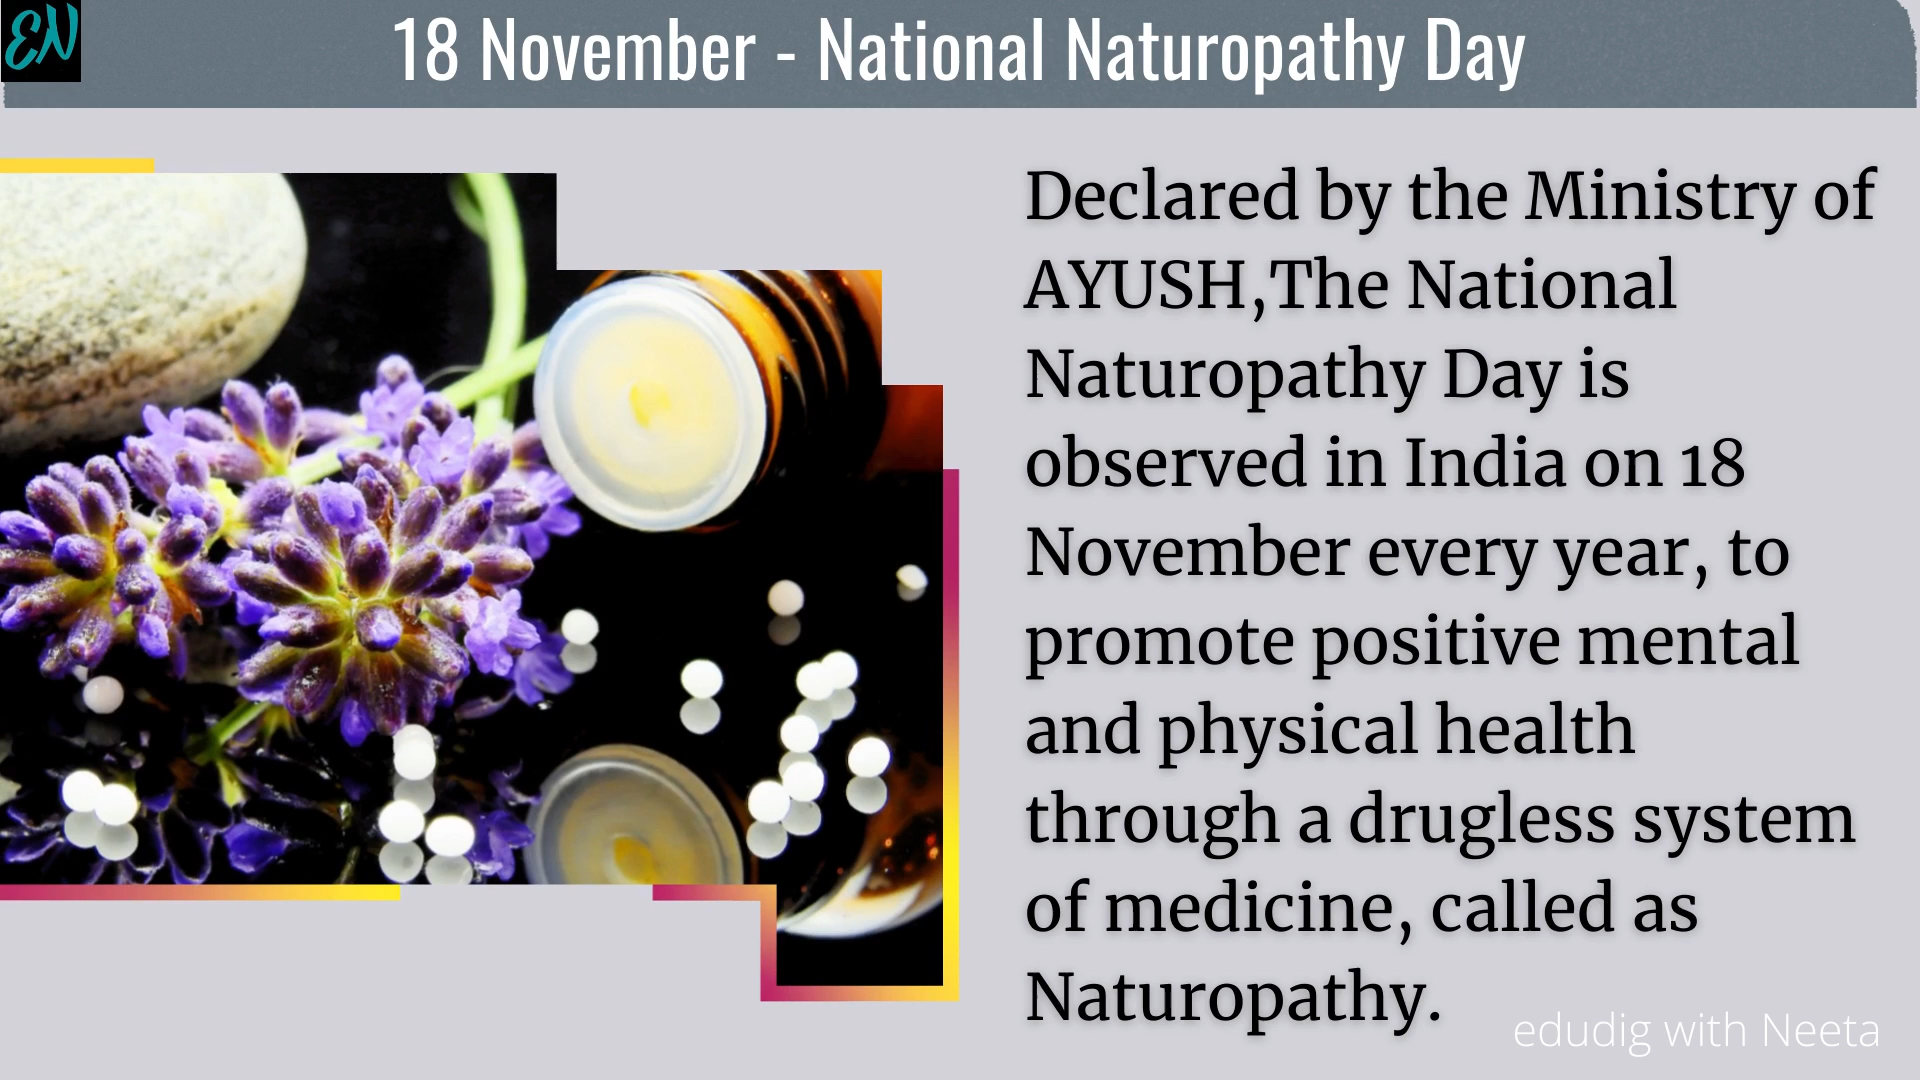 EN
18 November - National Naturopathy Day
Declared by the Ministry of
AYUSH,The National
Naturopathy Day is
observed in India on 18
November every year, to
promote positive mental
and physical health
through a drugless system
of medicine, called as
Naturopathy.
edudig with Neeta